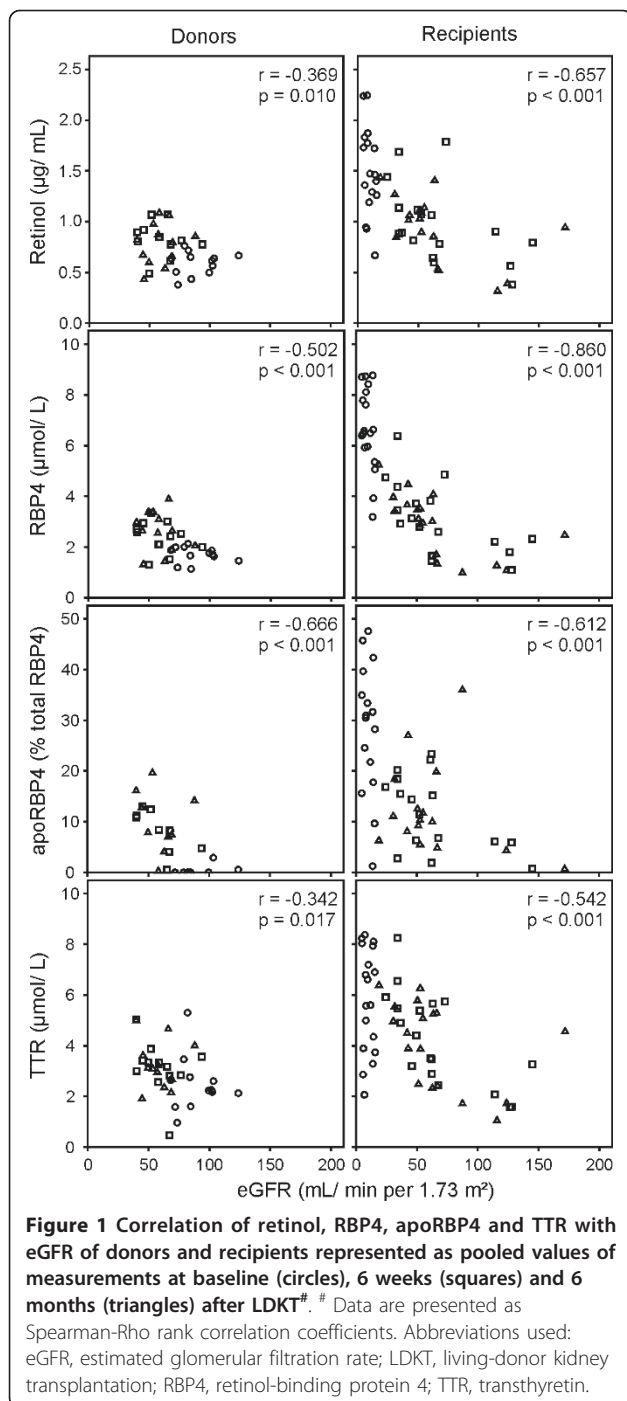 Donors
Recipients
Retinol (µg/ mL)
2.5
2.0
1.5
1.0
0.5
0.0
r = -0.369
p = 0.010
r = -0.657
p < 0.001
RBP4 (µmol/ L)
10
8
6
4
2
0
r = -0.502
p < 0.001
r = -0.860
p < 0.001
apoRBP4 (% total RBP4)
50
40
30
20
10
0
r = -0.666
p < 0.001
r = -0.612
p < 0.001
TTR (µmol/ L)
10
8
6
4
2
0
r = -0.342
p = 0.017
r = -0.542
p < 0.001
0 50 100 150 200
0 50 100 150 200
eGFR (mL/ min per 1.73 m²)
Figure 1 Correlation of retinol, RBP4, apoRBP4 and TTR with
eGFR of donors and recipients represented as pooled values of
measurements at baseline (circles), 6 weeks (squares) and 6
months (triangles) after LDKT#. # Data are presented as
Spearman-Rho rank correlation coefficients. Abbreviations used:
eGFR, estimated glomerular filtration rate; LDKT, living-donor kidney
transplantation; RBP4, retinol-binding protein 4; TTR, transthyretin.